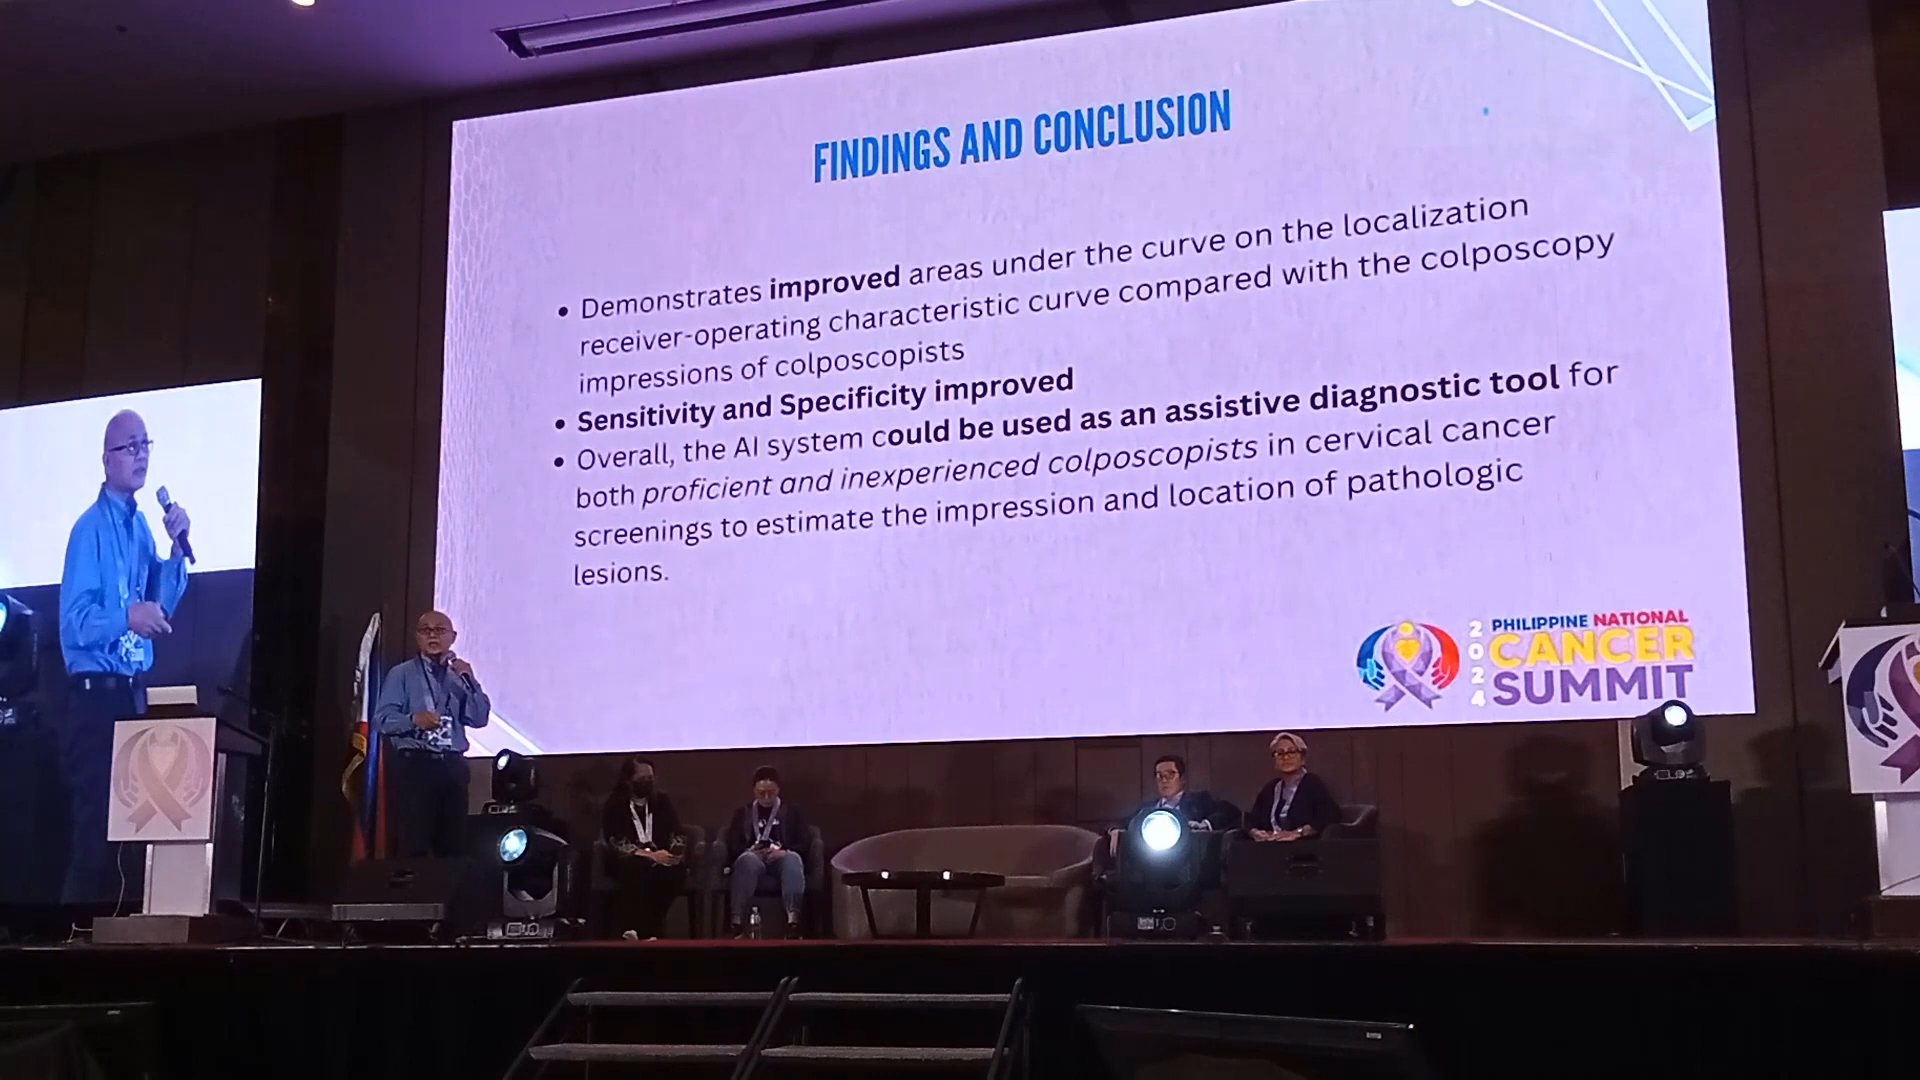 FINDINGS AND CONCLUSION
• Demonstrates improved areas under the curve on the localization
receiver-operating characteristic curve compared with the colposcopy
impressions of colposcopists
• Sensitivity and Specificity improved
• Overall, the AI system could be used as an assistive diagnostic tool for
both proficient and inexperienced colposcopists in cervical cancer
screenings to estimate the impression and location of pathologic
lesions.
2024
PHILIPPINE NATIONAL
CANCER
SUMMIT